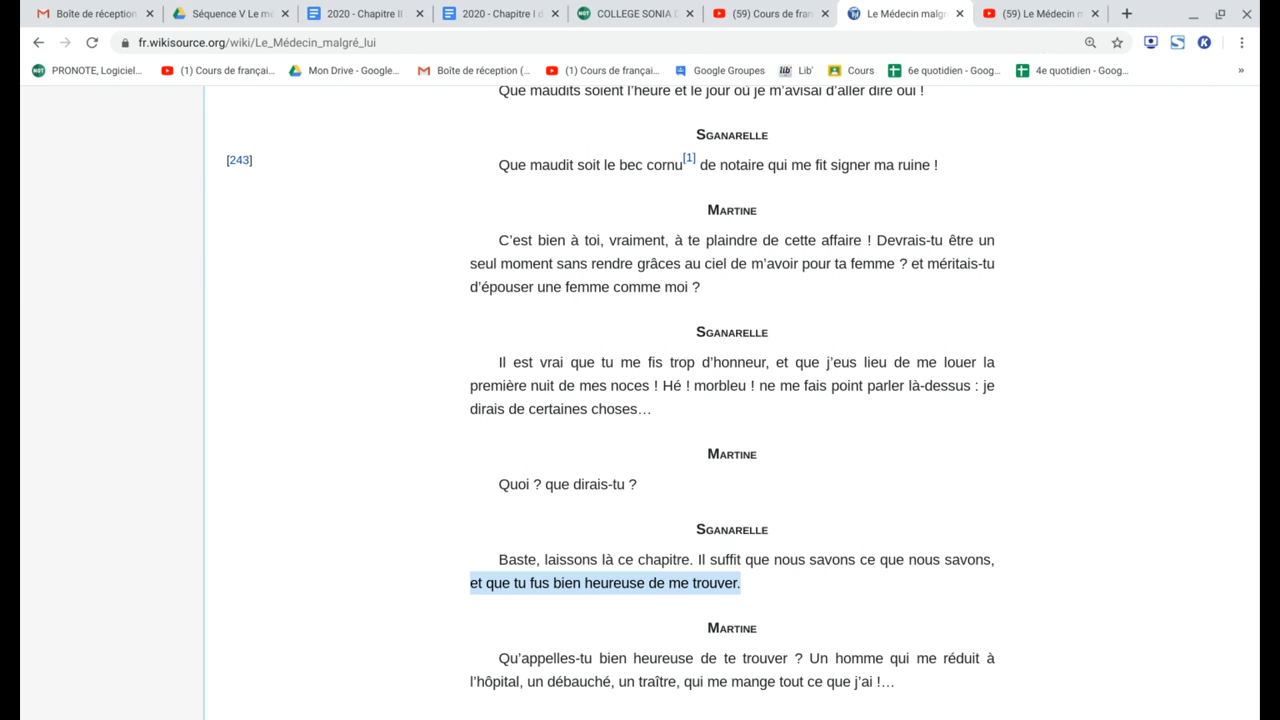 Boîte de réception
Séquence V Le mé
2020 - Chapitre II
2020 - Chapitre I d
COLLEGE SONIA D
(59) Cours de fran
Le Médecin malgr
(59) Le Médecin m
fr.wikisource.org/wiki/Le_Médecin_malgré_lui
PRONOTE, Logiciel...
(1) Cours de françai...
Mon Drive - Google...
Boîte de réception (...
(1) Cours de françai...
Google Groupes
Lib'
Cours
6e quotidien - Goog...
4e quotidien - Goog...
»
Que maudits soient l'heure et le jour où je m'avisai d'aller dire oui !
SGANARELLE
[243]
Que maudit soit le bec cornu[1] de notaire qui me fit signer ma ruine !
MARTINE
C'est bien à toi, vraiment, à te plaindre de cette affaire ! Devrais-tu être un
seul moment sans rendre grâces au ciel de m'avoir pour ta femme ? et méritais-tu
d'épouser une femme comme moi ?
SGANARELLE
Il est vrai que tu me fis trop d'honneur, et que j'eus lieu de me louer la
première nuit de mes noces ! Hé ! morbleu ! ne me fais point parler là-dessus : je
dirais de certaines choses…
MARTINE
Quoi ? que dirais-tu ?
SGANARELLE
Baste, laissons là ce chapitre. Il suffit que nous savons ce que nous savons,
et que tu fus bien heureuse de me trouver.
MARTINE
Qu'appelles-tu bien heureuse de te trouver ? Un homme qui me réduit à
l'hôpital, un débauché, un traître, qui me mange tout ce que j'ai !…